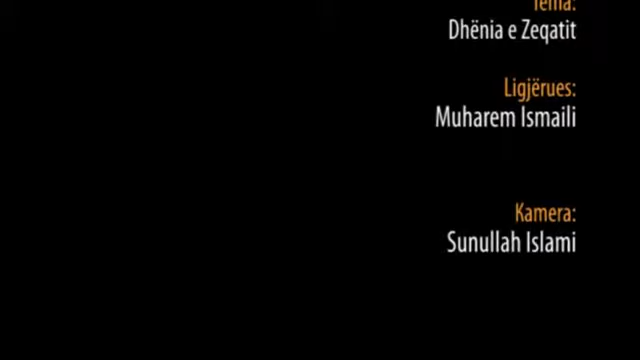 Tema:
Dhënia e Zeqatit
Ligjërues:
Muharem Ismaili
Kamera:
Sunullah Islami